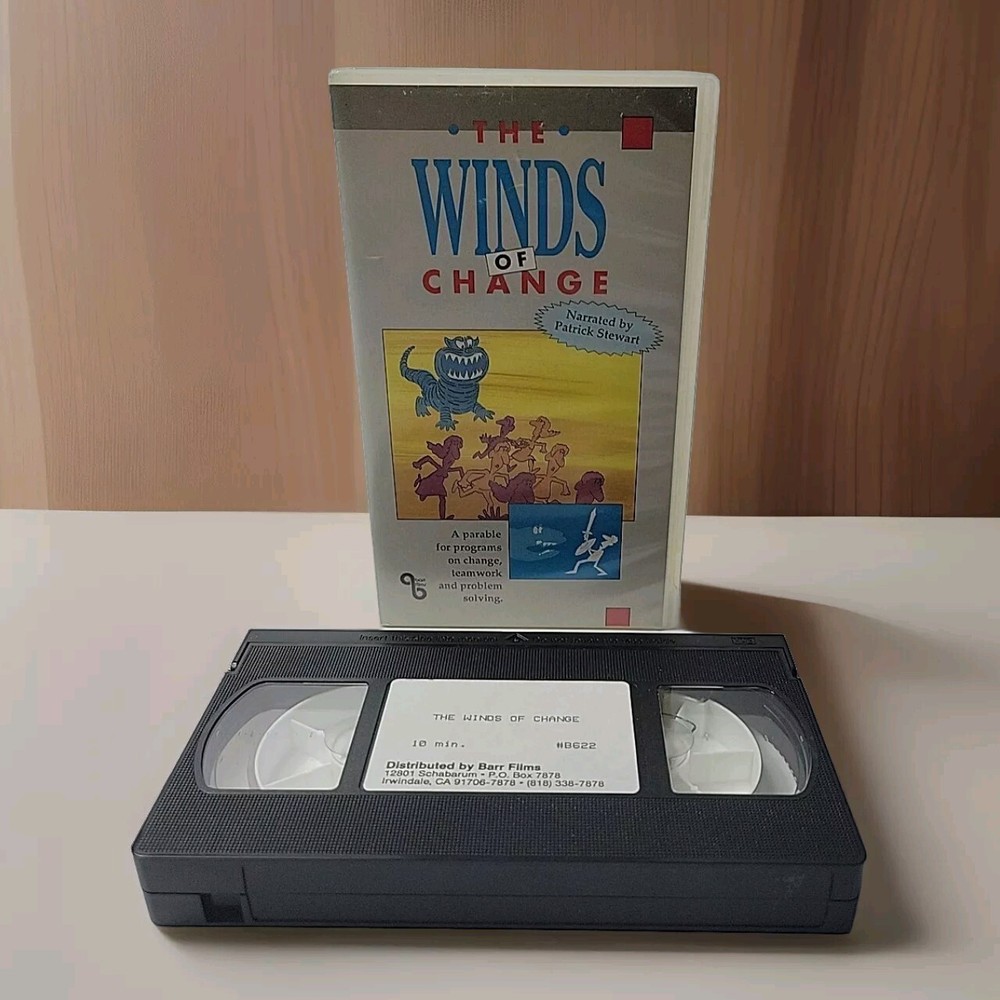 • THE •
WINDS
OF
CHANGE
Narrated by
Patrick Stewart
A parable
for programs
on change,
teamwork
and problem
solving.
THE WINDS OF CHANGE
10 min. #B622
Distributed by Barr Films
12801 Schabarum • P.O. Box 7878
Irwindale, CA 91706-7878 • (818) 338-7878